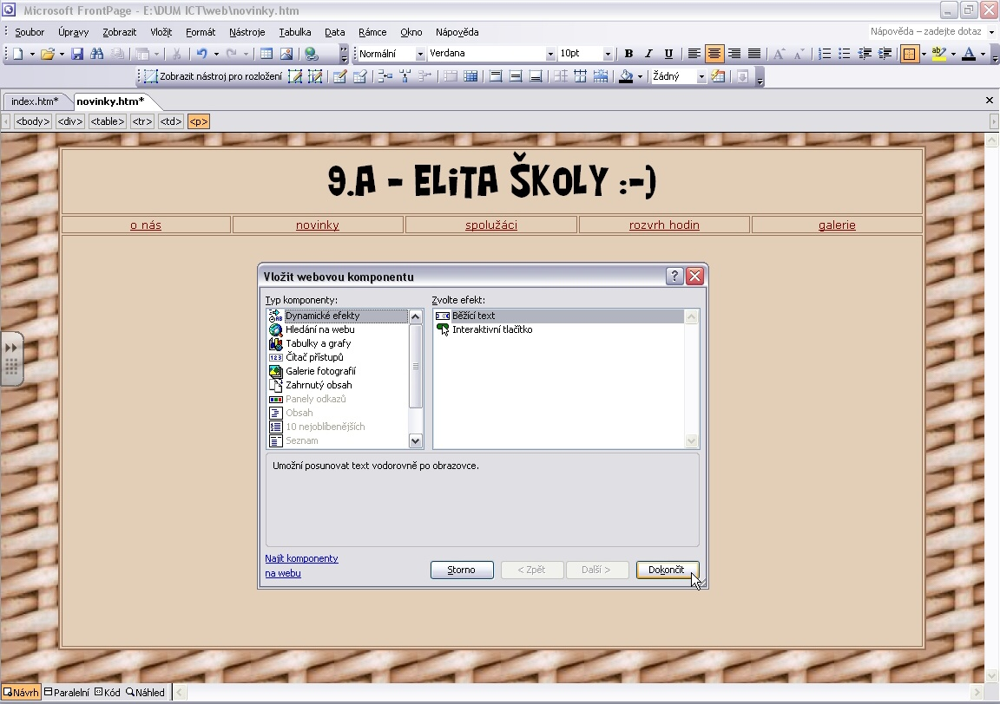 Microsoft FrontPage - E:\DUM ICT\web\novinky.htm
Soubor Úpravy Zobrazit Vložit Formát Nástroje Tabulka Data Rámce Okno Nápověda Nápověda – zadejte dotaz
Normální Verdana 10pt B I U
Zobrazit nástroj pro rozložení Žádný
index.htm* novinky.htm*
<body> <div> <table> <tr> <td> <p>
9.A - ELITA ŠKOLY :-)
o nás novinky spolužáci rozvrh hodin galerie
Vložit webovou komponentu
Typ komponenty: Zvolte efekt:
Dynamické efekty Běžící text
Hledání na webu Interaktivní tlačítko
Tabulky a grafy
Čítač přístupů
Galerie fotografií
Zahrnutý obsah
Panely odkazů
Obsah
10 nejoblíbenějších
Seznam
Umožní posunovat text vodorovně po obrazovce.
Najít komponenty
na webu
Storno < Zpět Další > Dokončit
Návrh Paralelní Kód Náhled